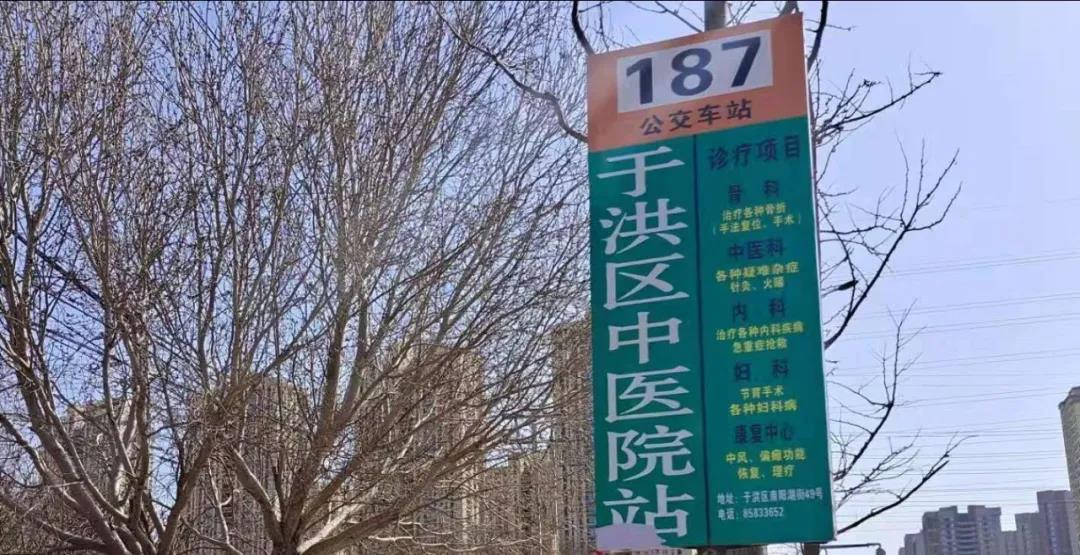 187
公交车站
于洪区中医院站
诊疗项目
骨科
治疗各种骨折
（手法复位、手术）
中医科
各种疑难杂症
针灸、火罐
内科
治疗各种内科疾病
急重症抢救
妇科
节育手术
各种妇科病
康复中心
中风、偏瘫功能
恢复、理疗
地址：于洪区南阳湖街49号
电话：85833652